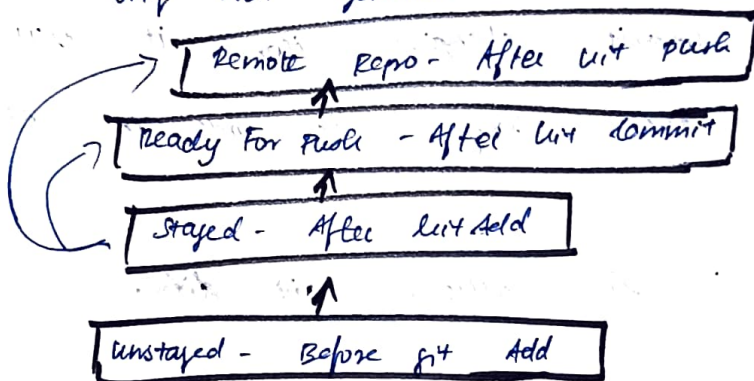 Remote Repo - After Git push
Ready For Push - After Git Commit
Staged - After Git Add
Unstaged - Before git Add